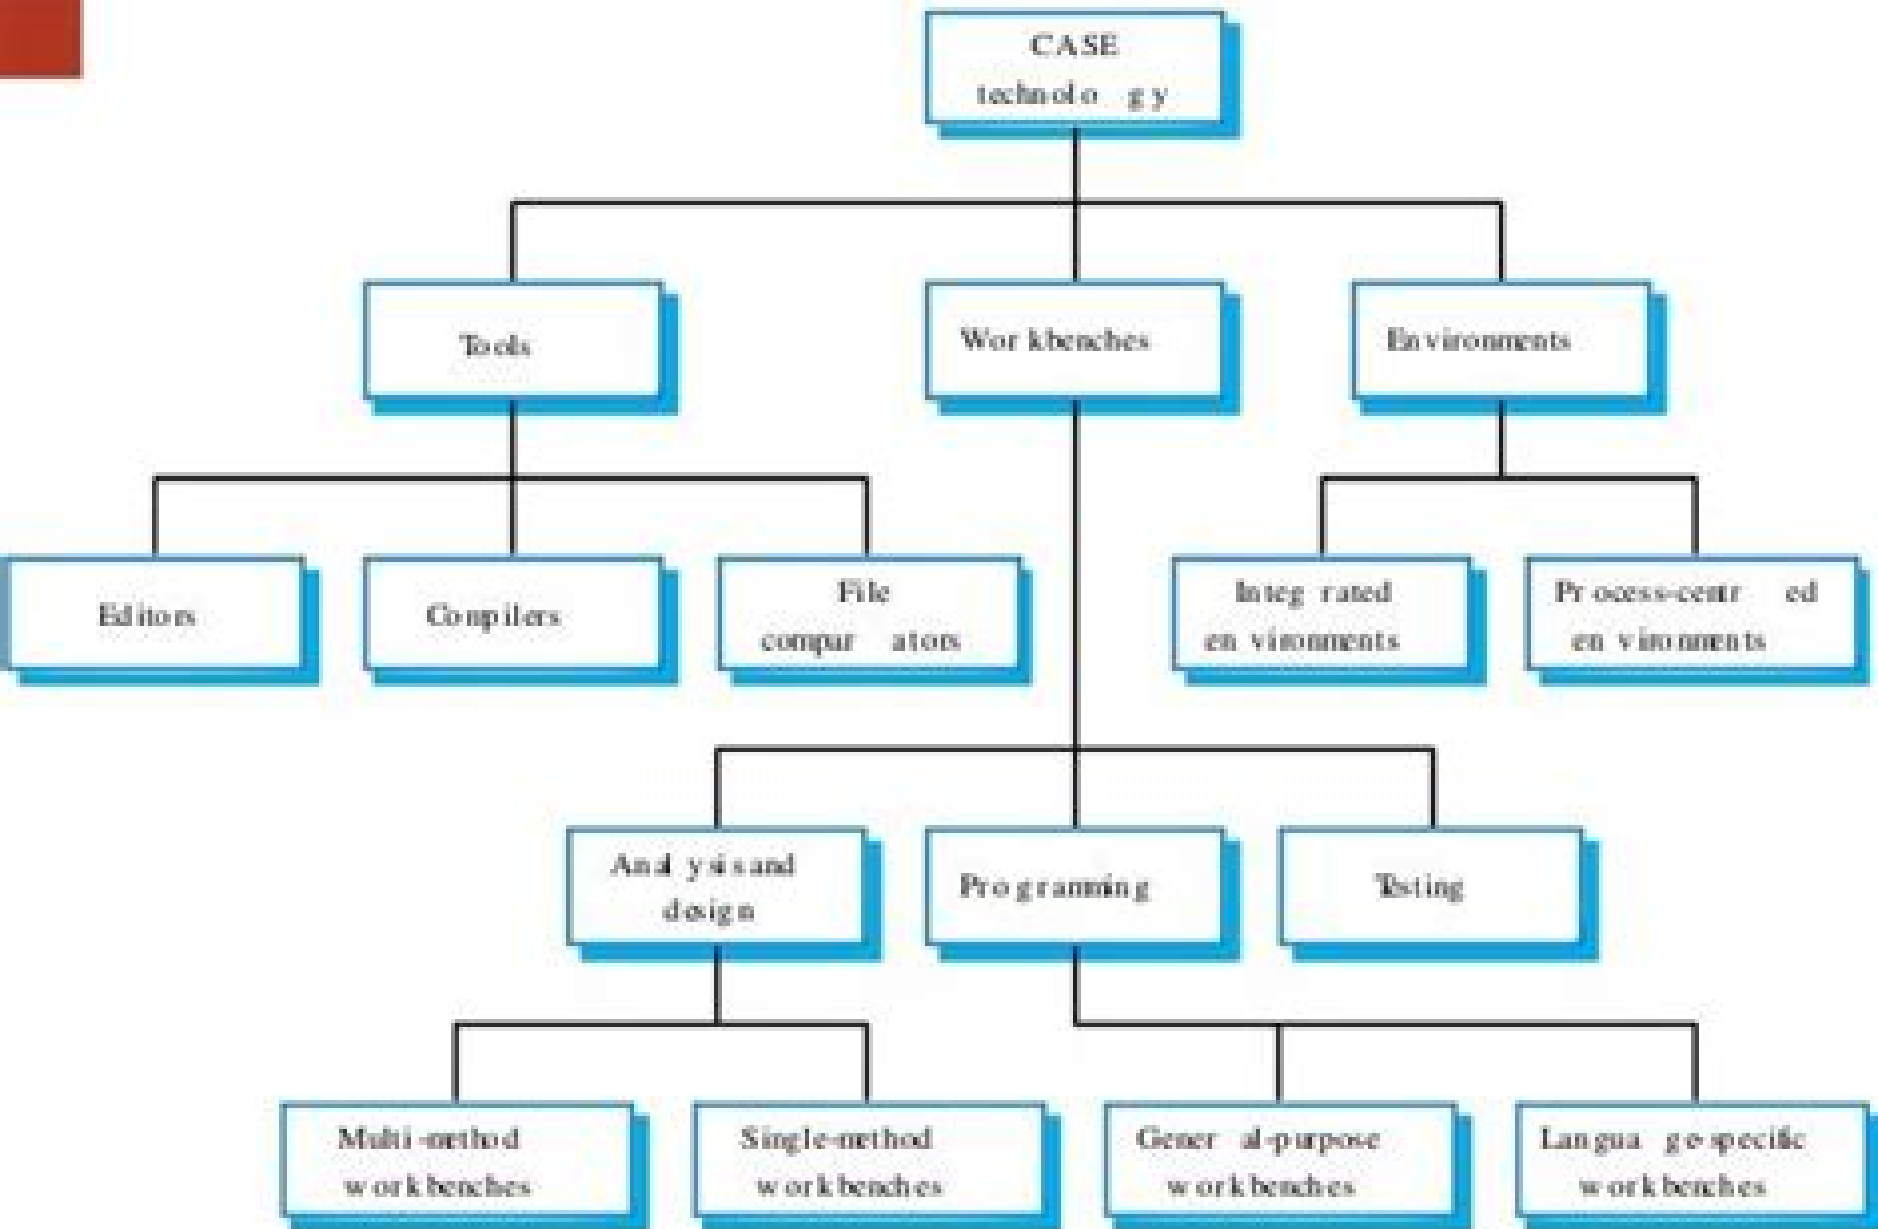 CASE
technology
Tools
Workbenches
Environments
Editors
Compilers
File
comparators
Integrated
environments
Process-centred
environments
Analysis and
design
Programming
Testing
Multi-method
workbenches
Single-method
workbenches
General-purpose
workbenches
Language-specific
workbenches